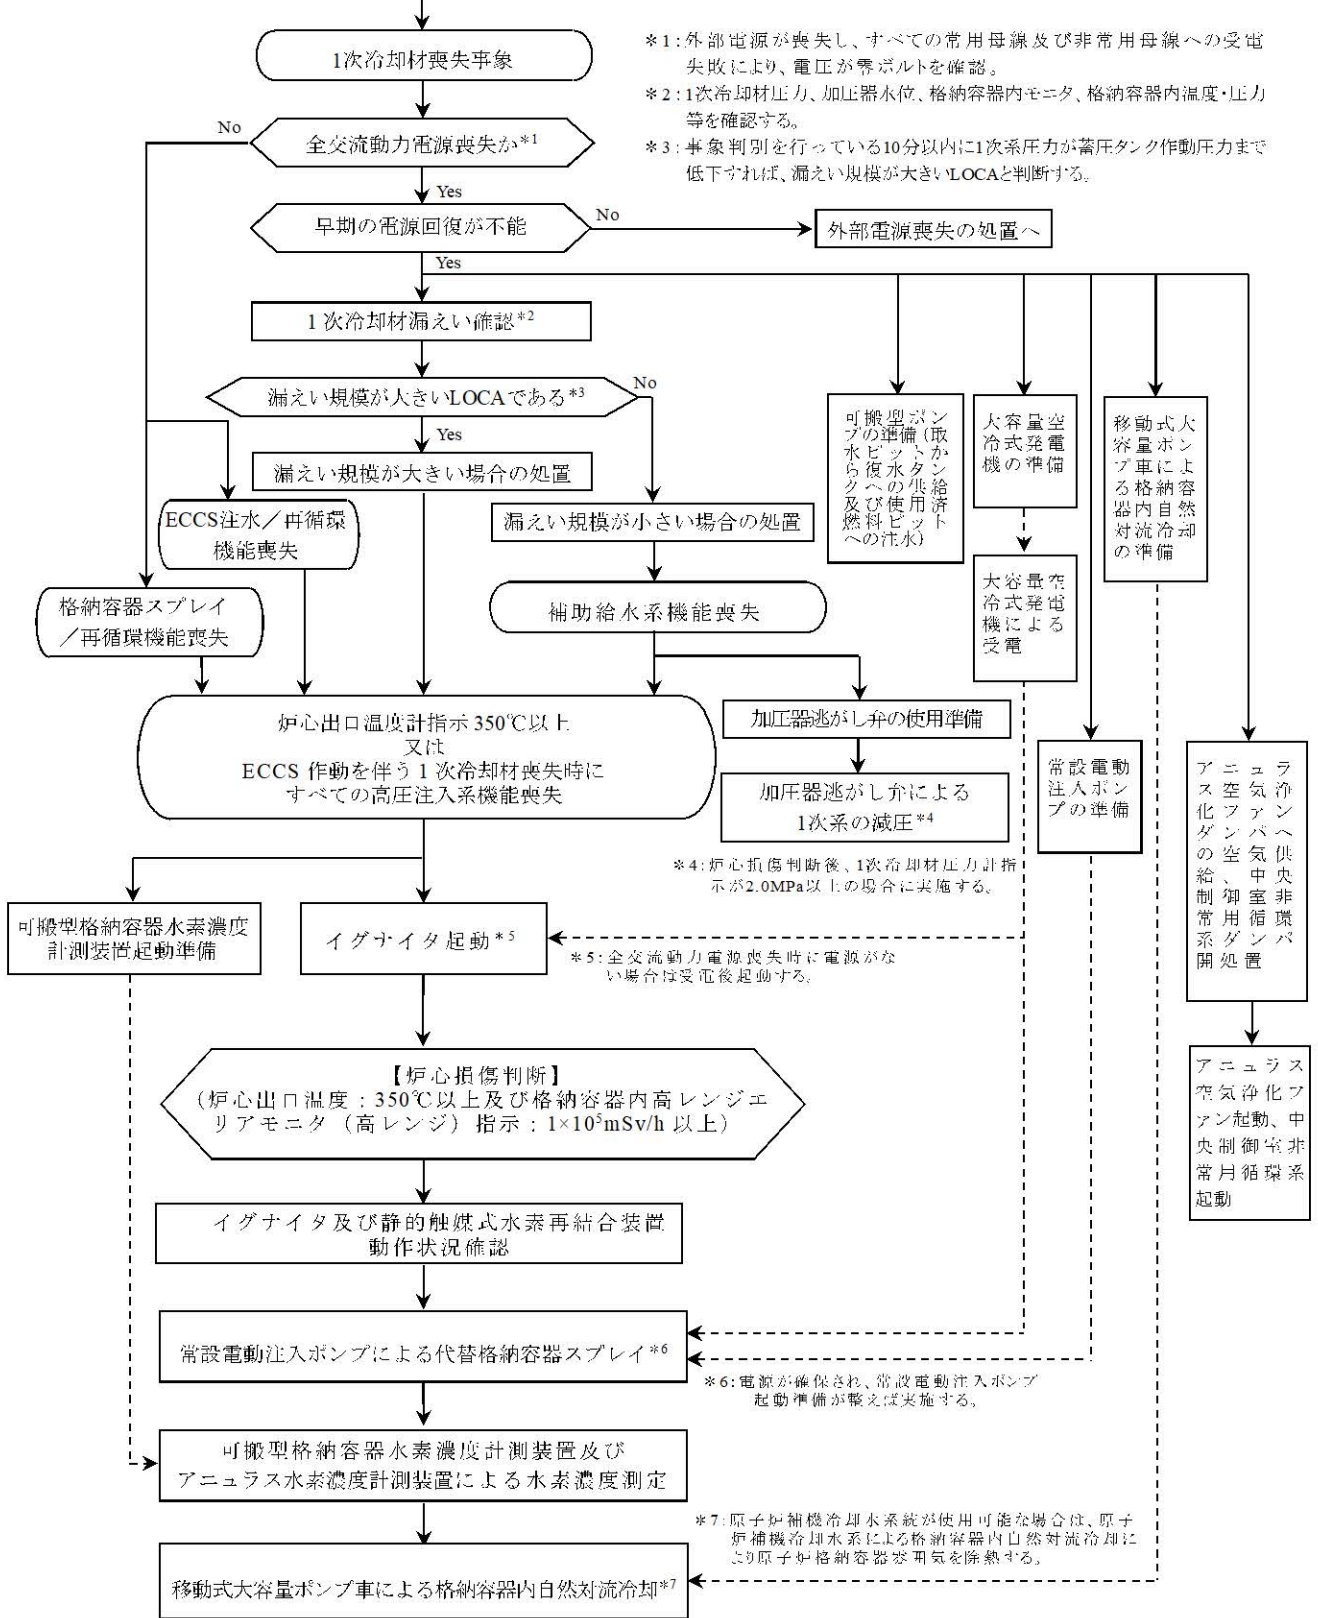 1次冷却材喪失事象
*1:外部電源が喪失し、すべての常用母線及び非常用母線への受電
失敗により、電圧が零ボルトを確認。
*2:1次冷却材圧力、加圧器水位、格納容器内モニタ、格納容器内温度・圧力
等を確認する。
*3:事象判別を行っている10分以内に1次系圧力が蓄圧タンク作動圧力まで
低下すれば、漏えい規模が大きいLOCAと判断する。
No
全交流動力電源喪失か*1
Yes
早期の電源回復が不能
No
外部電源喪失の処置へ
Yes
1次冷却材漏えい確認*2
漏えい規模が大きいLOCAである*3
No
Yes
漏えい規模が大きい場合の処置
漏えい規模が小さい場合の処置
ECCS注水/再循環
機能喪失
格納容器スプレイ
/再循環機能喪失
補助給水系機能喪失
可搬型ポン
プの準備(取
水ピットか
ら復水タン
クへの供給
及び使用済
燃料ピット
への注水)
大容量空
冷式発電
機の準備
大容量空
冷式発電
機による
受電
移動式大
容量ポン
プ車によ
る格納容
器内自然
対流冷却
の準備
炉心出口温度計指示350℃以上
又は
ECCS 作動を伴う1次冷却材喪失時に
すべての高圧注入系機能喪失
加圧器逃がし弁の使用準備
加圧器逃がし弁による
1次系の減圧*4
*4:炉心損傷判断後、1次冷却材圧力計指
示が2.0MPa以上の場合に実施する。
常設電動
注入ポン
プの準備
アニュラ
ス空気浄
化ファン
ダンパへ
の空気供
給、中央
制御室非
常用循環
系ダンパ
開処置
アニュラス
空気浄化フ
ァン起動、中
央制御室非
常用循環系
起動
可搬型格納容器水素濃度
計測装置起動準備
イグナイタ起動*5
*5:全交流動力電源喪失時に電源がな
い場合は受電後起動する。
【炉心損傷判断】
(炉心出口温度:350℃以上及び格納容器内高レンジエ
リアモニタ(高レンジ)指示:1×10⁵mSv/h 以上)
イグナイタ及び静的触媒式水素再結合装置
動作状況確認
常設電動注入ポンプによる代替格納容器スプレイ*6
*6:電源が確保され、常設電動注入ポンプ
起動準備が整えば実施する。
可搬型格納容器水素濃度計測装置及び
アニュラス水素濃度計測装置による水素濃度測定
*7:原子炉補機冷却水系統が使用可能な場合は、原子
炉補機冷却水系による格納容器内自然対流冷却に
より原子炉格納容器雰囲気を除熱する。
移動式大容量ポンプ車による格納容器内自然対流冷却*7